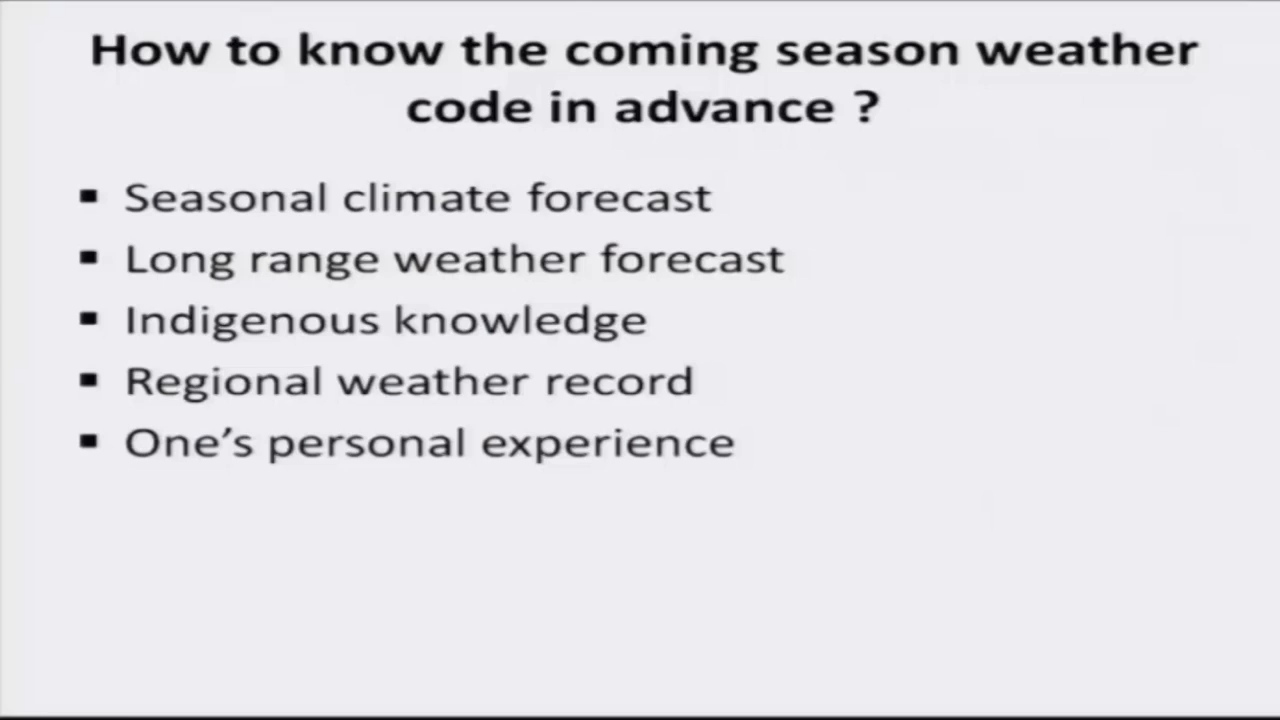 How to know the coming season weather
code in advance ?
▪ Seasonal climate forecast
▪ Long range weather forecast
▪ Indigenous knowledge
▪ Regional weather record
▪ One’s personal experience